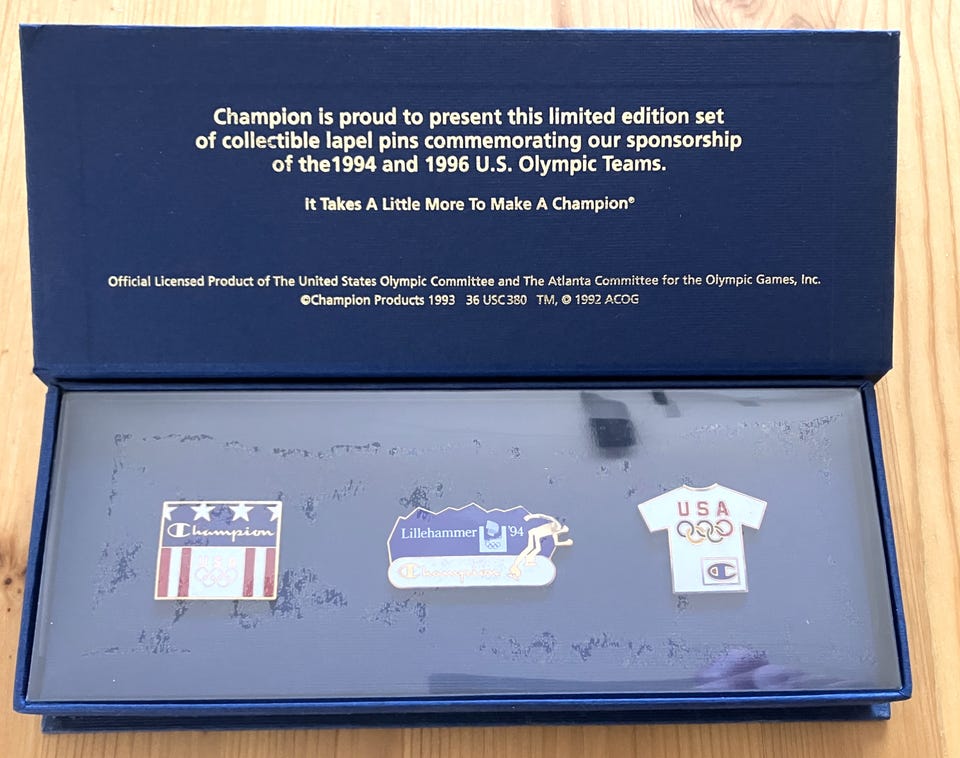 Champion is proud to present this limited edition set
of collectible lapel pins commemorating our sponsorship
of the1994 and 1996 U.S. Olympic Teams.
It Takes A Little More To Make A Champion®
Official Licensed Product of The United States Olympic Committee and The Atlanta Committee for the Olympic Games, Inc.
©Champion Products 1993 36 USC380 TM, © 1992 ACOG
Champion
USA
Lillehammer '94
Champion
USA